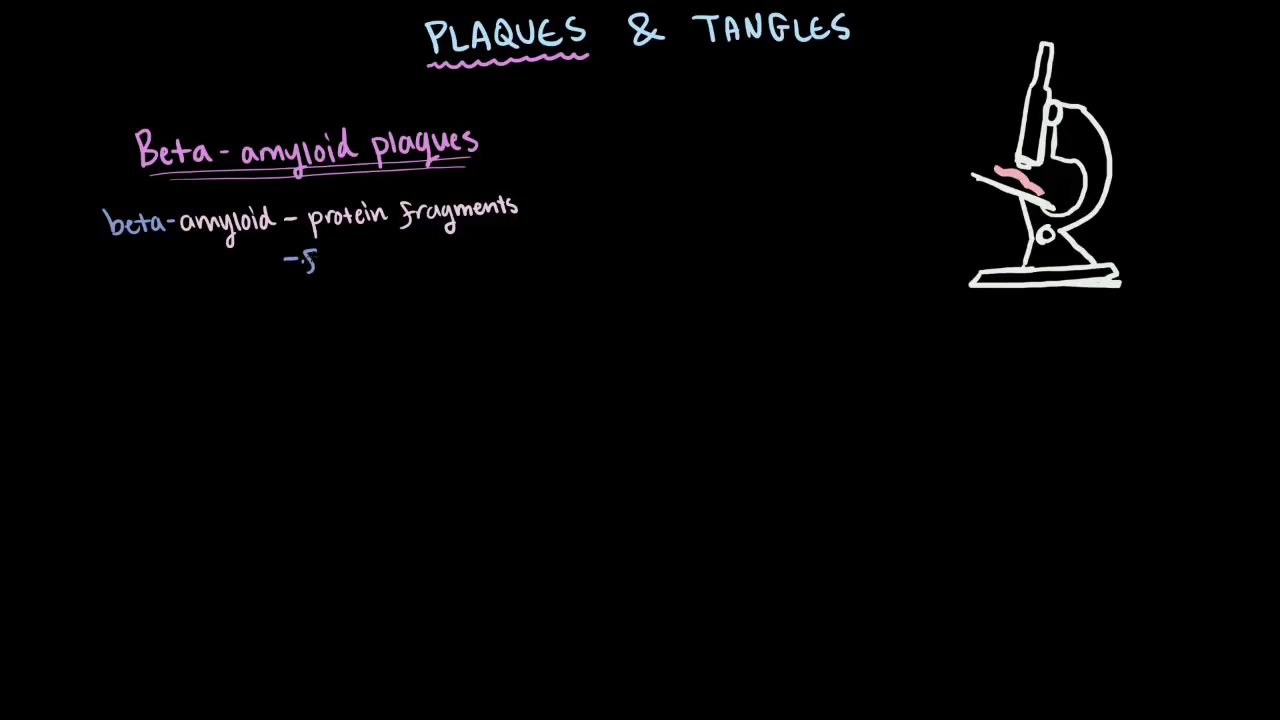 PLAQUES & TANGLES
Beta-amyloid plaques
beta-amyloid - protein fragments